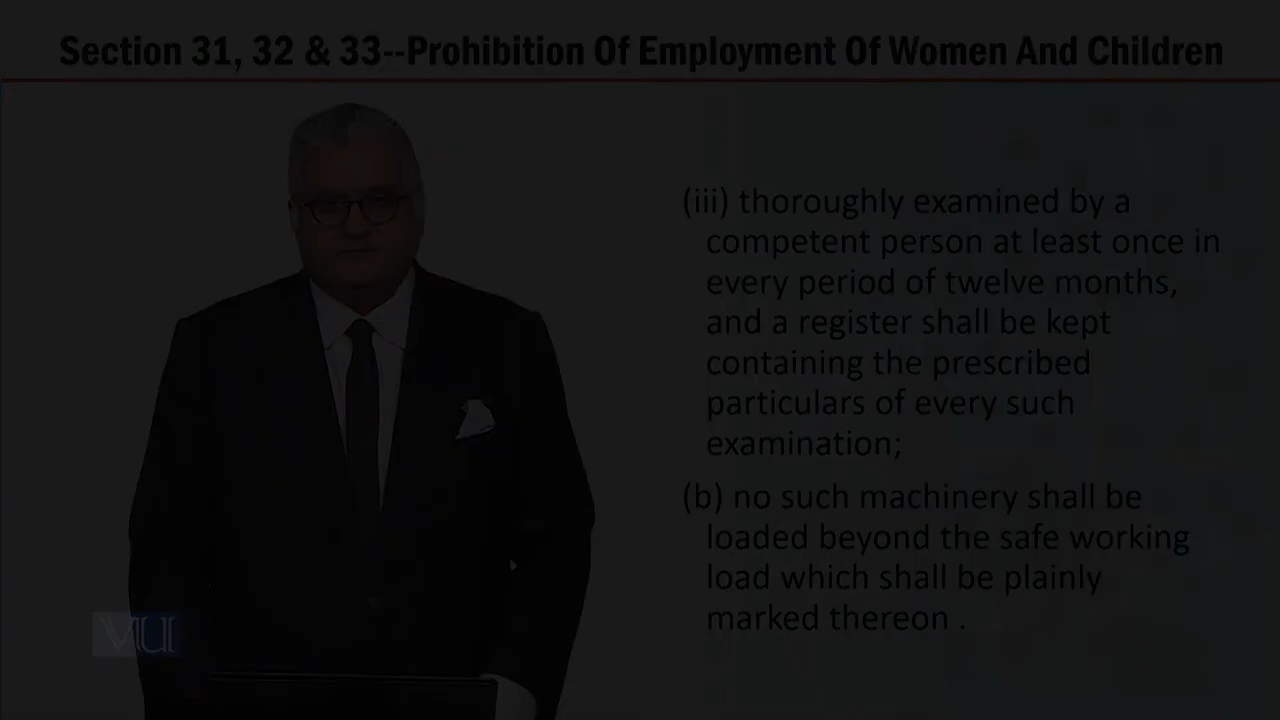 Section 31, 32 & 33--Prohibition Of Employment Of Women And Children
(iii) thoroughly examined by a
competent person at least once in
every period of twelve months,
and a register shall be kept
containing the prescribed
particulars of every such
examination;
(b) no such machinery shall be
loaded beyond the safe working
load which shall be plainly
marked thereon .
VU